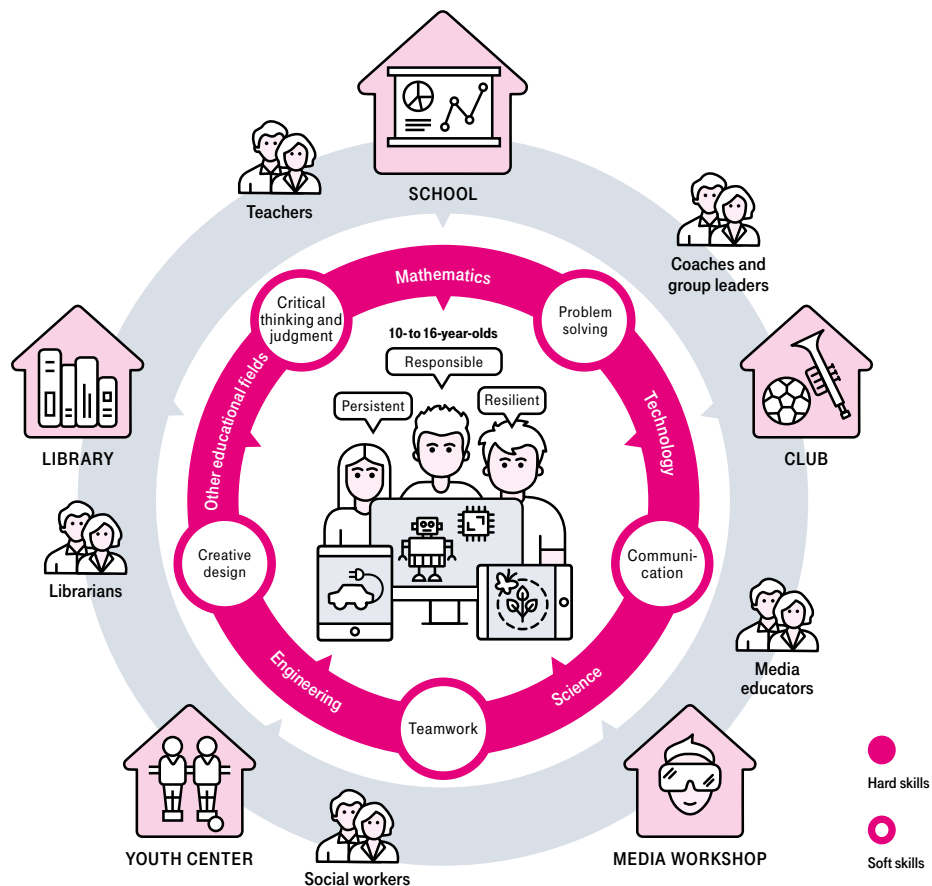 SCHOOL
Teachers
Coaches and
group leaders
Mathematics
Critical
thinking and
judgment
Problem
solving
10- to 16-year-olds
Responsible
Persistent
Resilient
Other educational fields
Technology
LIBRARY
CLUB
Librarians
Creative
design
Communi-
cation
Media
educators
Engineering
Science
Teamwork
YOUTH CENTER
Social workers
MEDIA WORKSHOP
Hard skills
Soft skills